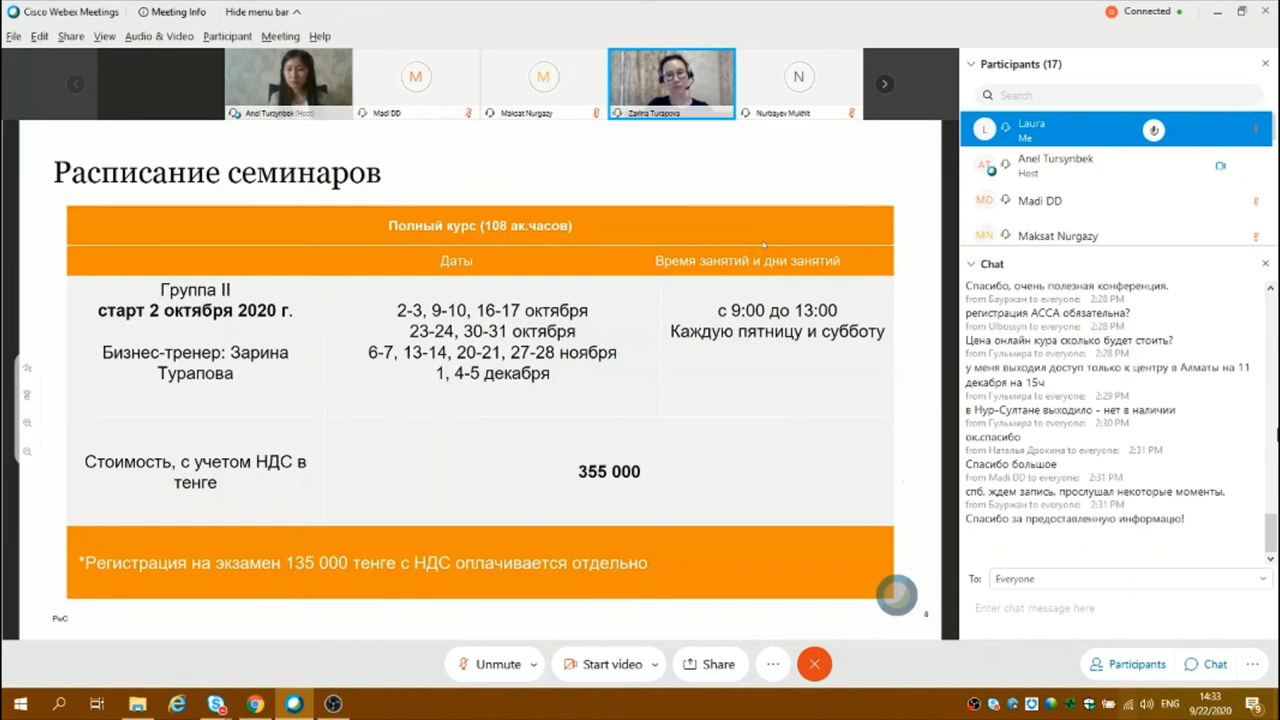 Cisco Webex Meetings
Meeting Info
Hide menu bar
Connected
File Edit Share View Audio & Video Participant Meeting Help
M M N
Anel Tursynbek (Host) Madi DD Maksat Nurgazy Zarina Turapova Nurbayev Mukhit
Расписание семинаров
Полный курс (108 ак.часов)
Даты Время занятий и дни занятий
Группа II
старт 2 октября 2020 г.
Бизнес-тренер: Зарина
Турапова
2-3, 9-10, 16-17 октября
23-24, 30-31 октября
6-7, 13-14, 20-21, 27-28 ноября
1, 4-5 декабря
с 9:00 до 13:00
Каждую пятницу и субботу
Стоимость, с учетом НДС в
тенге
355 000
*Регистрация на экзамен 135 000 тенге с НДС оплачивается отдельно
PwC
8
Participants (17)
Search
L Laura
Me
AT Anel Tursynbek
Host
MD Madi DD
MN Maksat Nurgazy
Chat
Спасибо, очень полезная конференция.
from Бауржан to everyone: 2:28 PM
регистрация АССА обязательна?
from Ulbossyn to everyone: 2:28 PM
Цена онлайн кура сколько будет стоить?
from Гульмира to everyone: 2:28 PM
у меня выходил доступ только к центру в Алматы на 11
декабря на 15ч
from Гульмира to everyone: 2:29 PM
в Нур-Султане выходило - нет в наличии
from Гульмира to everyone: 2:30 PM
ок.спасибо
from Наталья Дрокина to everyone: 2:31 PM
Спасибо большое
from Madi DD to everyone: 2:31 PM
спб. ждем запись. прослушал некоторые моменты.
from Бауржан to everyone: 2:31 PM
Спасибо за предоставленную информацю!
To: Everyone
Enter chat message here
Unmute Start video Share
Participants Chat
ENG
14:33
9/22/2020
9